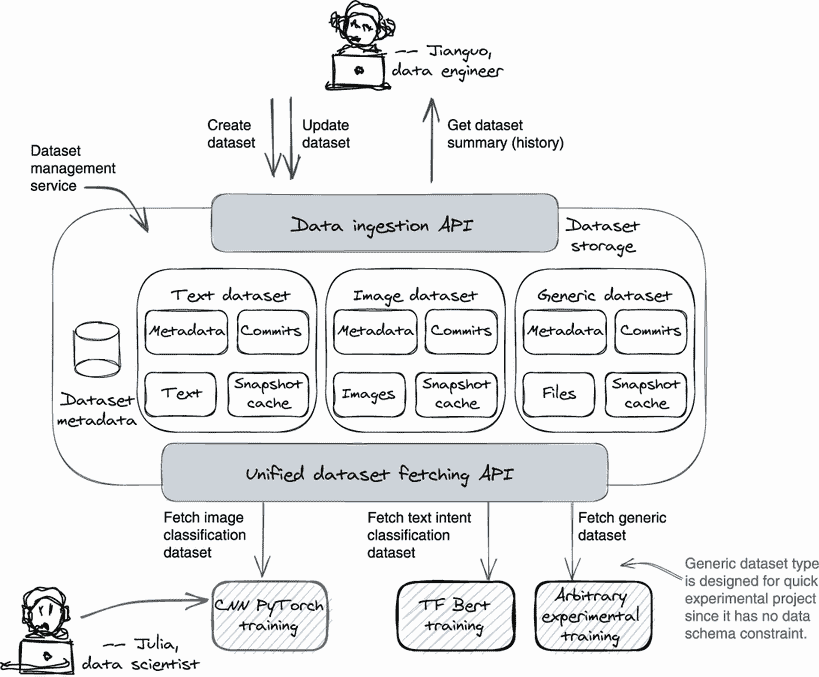 -- Jianguo,
data engineer
Create
dataset
Update
dataset
Get dataset
summary (history)
Dataset
management
service
Data ingestion API
Dataset
storage
Text dataset
Metadata
Commits
Text
Snapshot
cache
Image dataset
Metadata
Commits
Images
Snapshot
cache
Generic dataset
Metadata
Commits
Files
Snapshot
cache
Dataset
metadata
Unified dataset fetching API
Fetch image
classification
dataset
Fetch text intent
classification
dataset
Fetch generic
dataset
Generic dataset type
is designed for quick
experimental project
since it has no data
schema constraint.
CNN PyTorch
training
TF Bert
training
Arbitrary
experimental
training
-- Julia,
data scientist